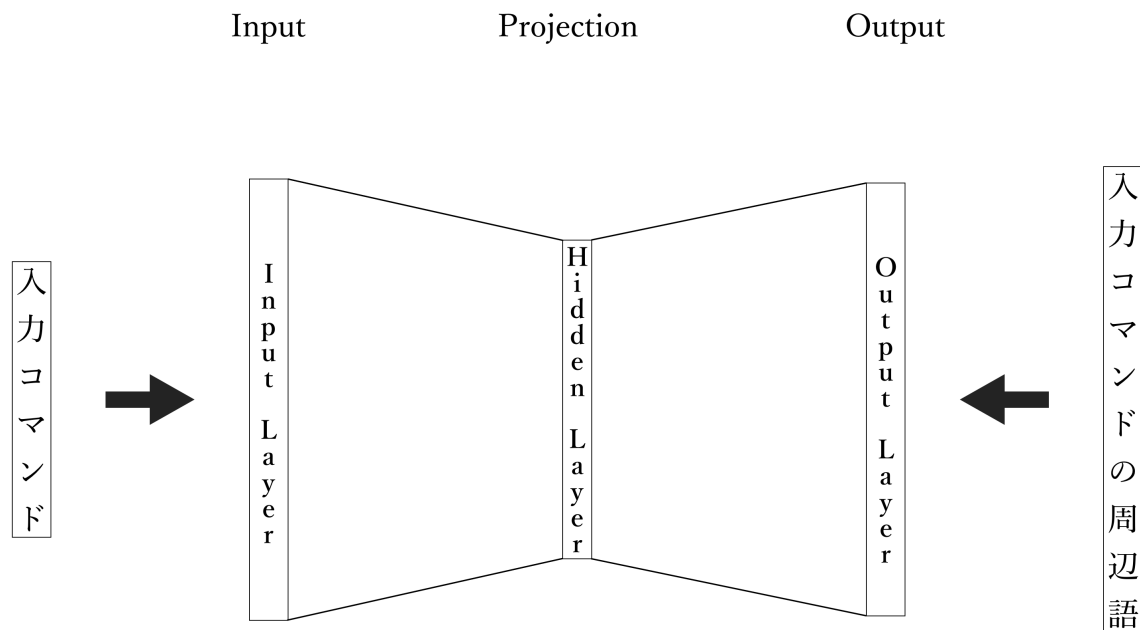 Input
Projection
Output
入力コマンド
Input Layer
Hidden Layer
Output Layer
入力コマンドの周辺語